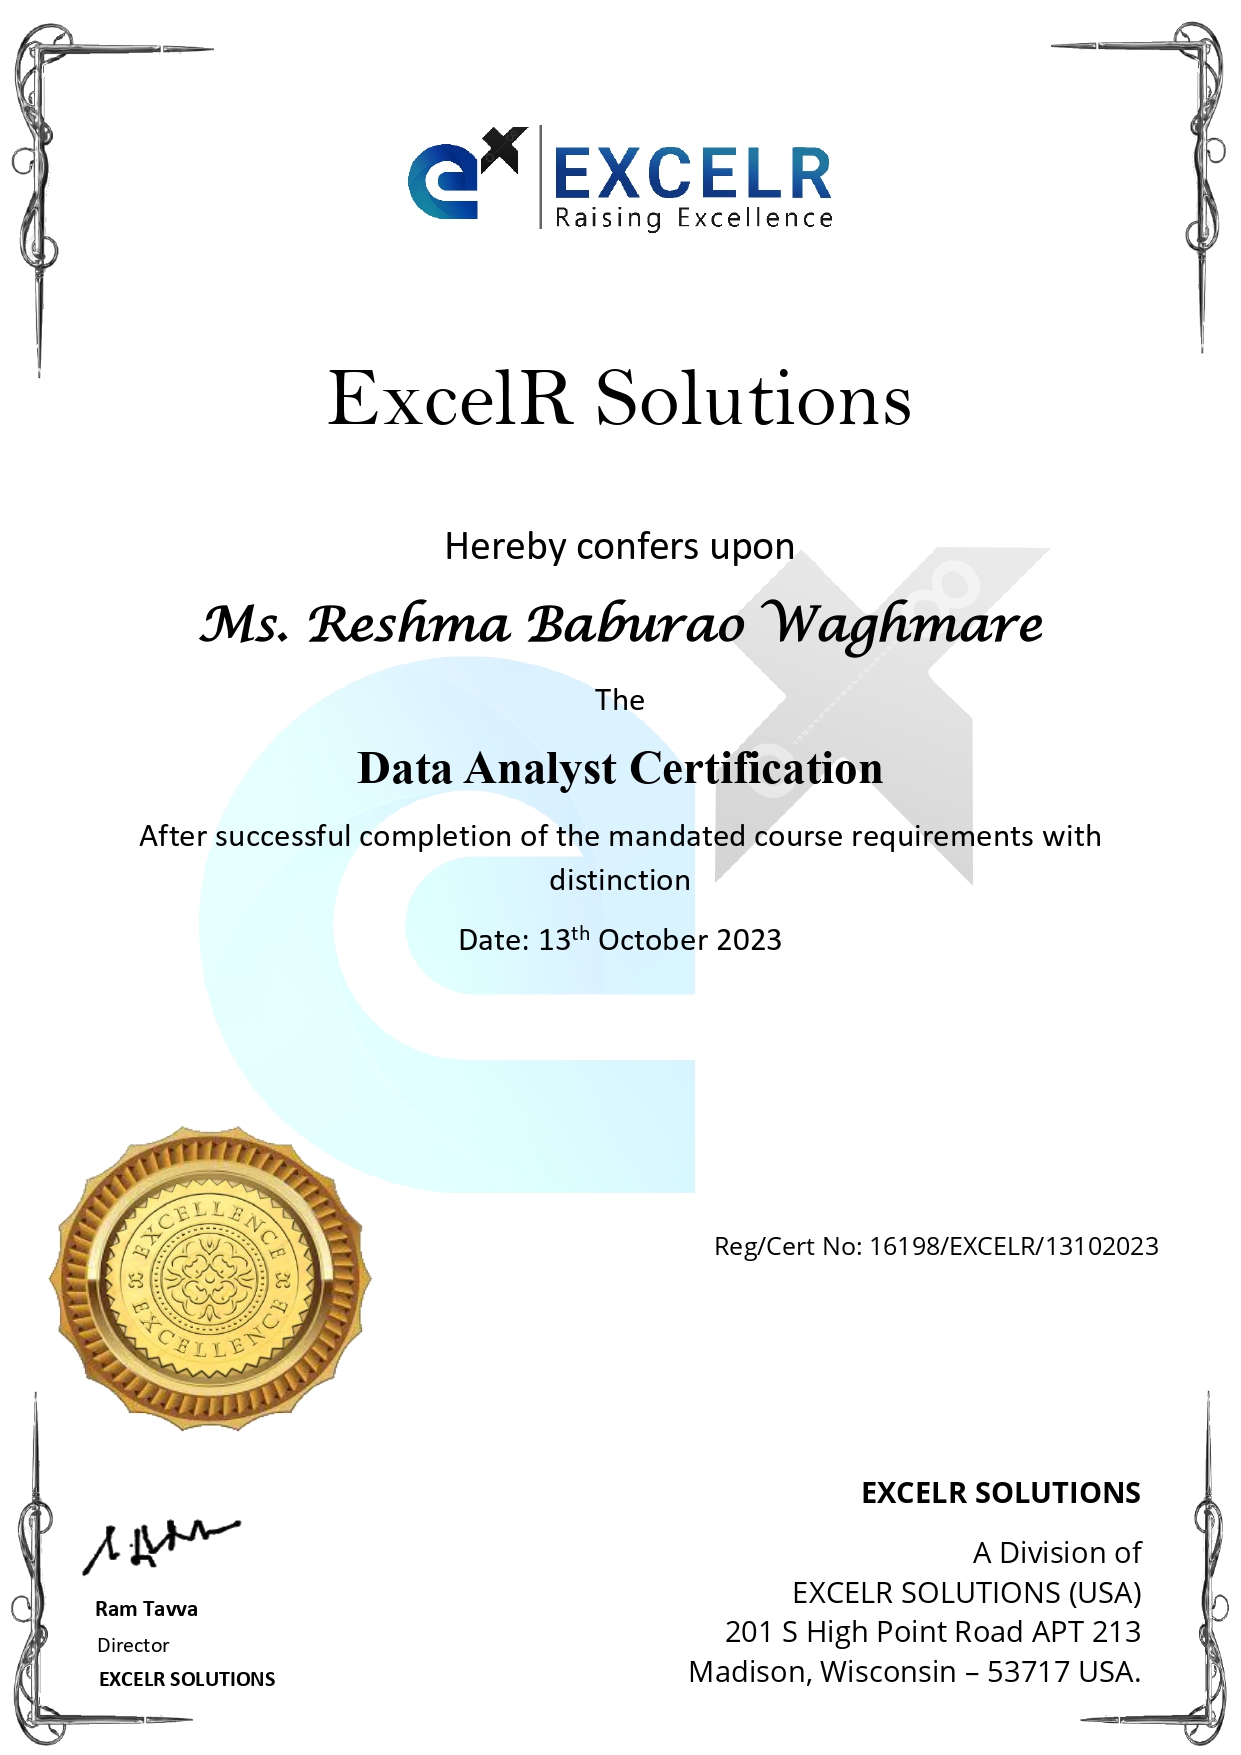 ex
EXCELR
Raising Excellence
ExcelR Solutions
Hereby confers upon
Ms. Reshma Baburao Waghmare
The
Data Analyst Certification
After successful completion of the mandated course requirements with
distinction
Date: 13th October 2023
EXCELLENCE
EXCELLENCE
Reg/Cert No: 16198/EXCELR/13102023
Ram Tavva
Director
EXCELR SOLUTIONS
EXCELR SOLUTIONS
A Division of
EXCELR SOLUTIONS (USA)
201 S High Point Road APT 213
Madison, Wisconsin – 53717 USA.